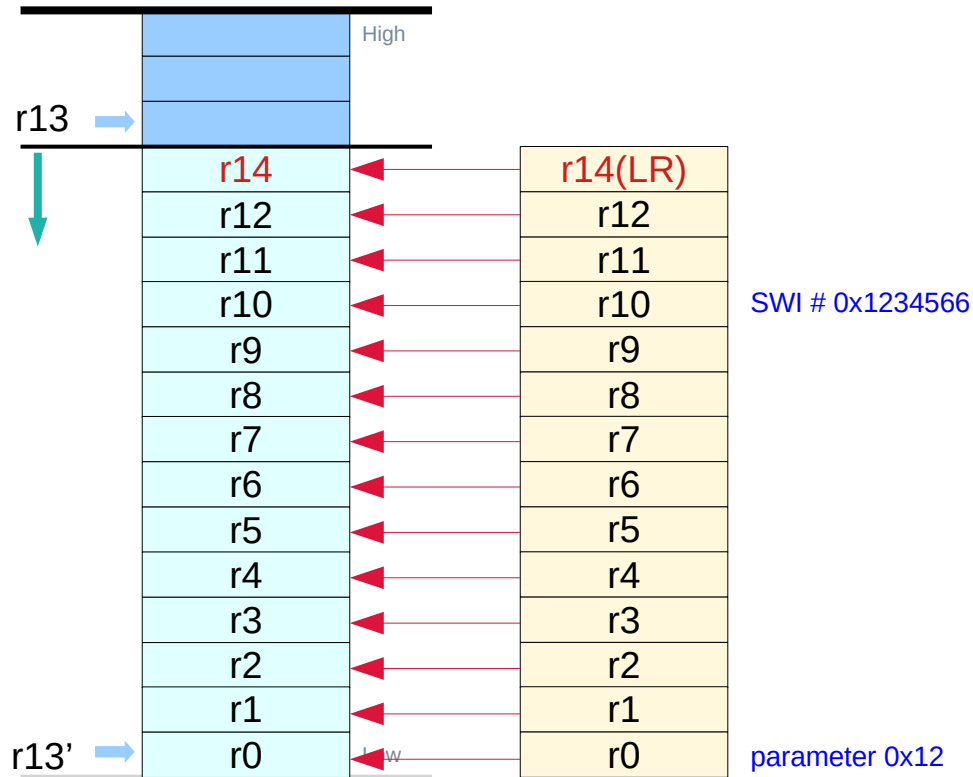 High
r13
r14 r14(LR)
r12 r12
r11 r11
r10 r10 SWI # 0x1234566
r9 r9
r8 r8
r7 r7
r6 r6
r5 r5
r4 r4
r3 r3
r2 r2
r1 r1
r13’ r0 Low r0 parameter 0x12